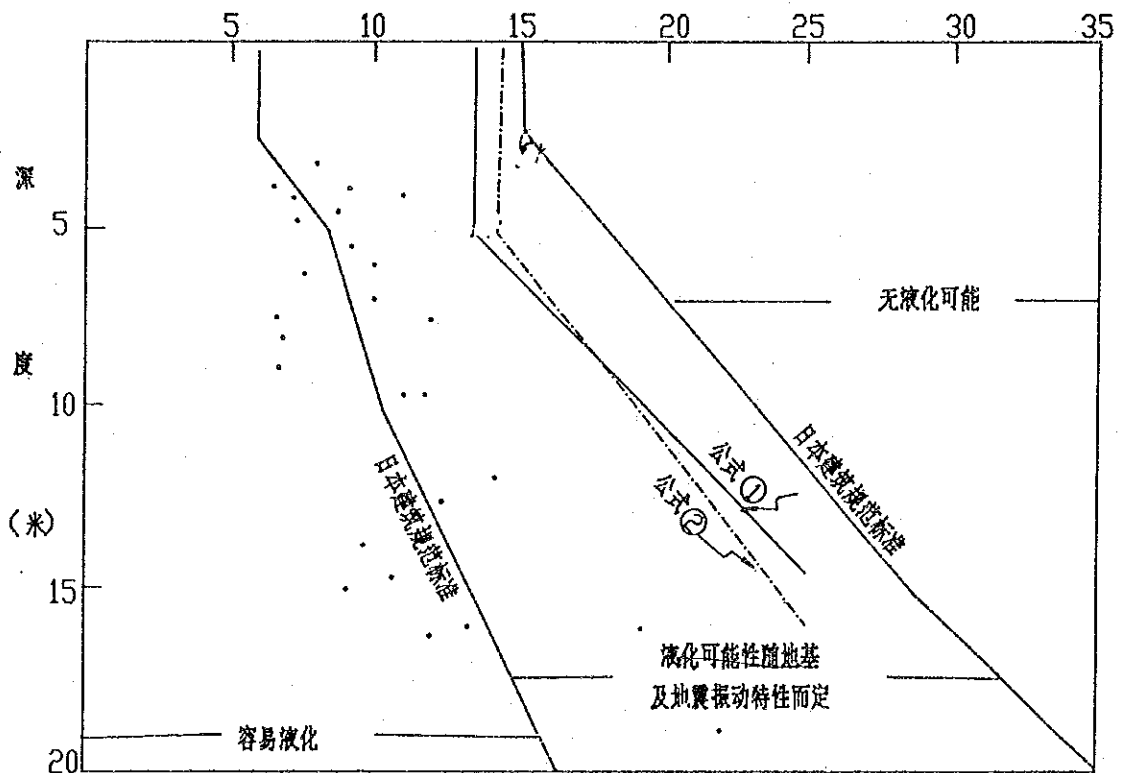 5 10 15 20 25 30 35
深
5
无液化可能
度
10
日本建筑规范标准
公式①
公式②
日本建筑规范标准
(米)
15
液化可能性随地基
及地震振动特性而定
容易液化
20